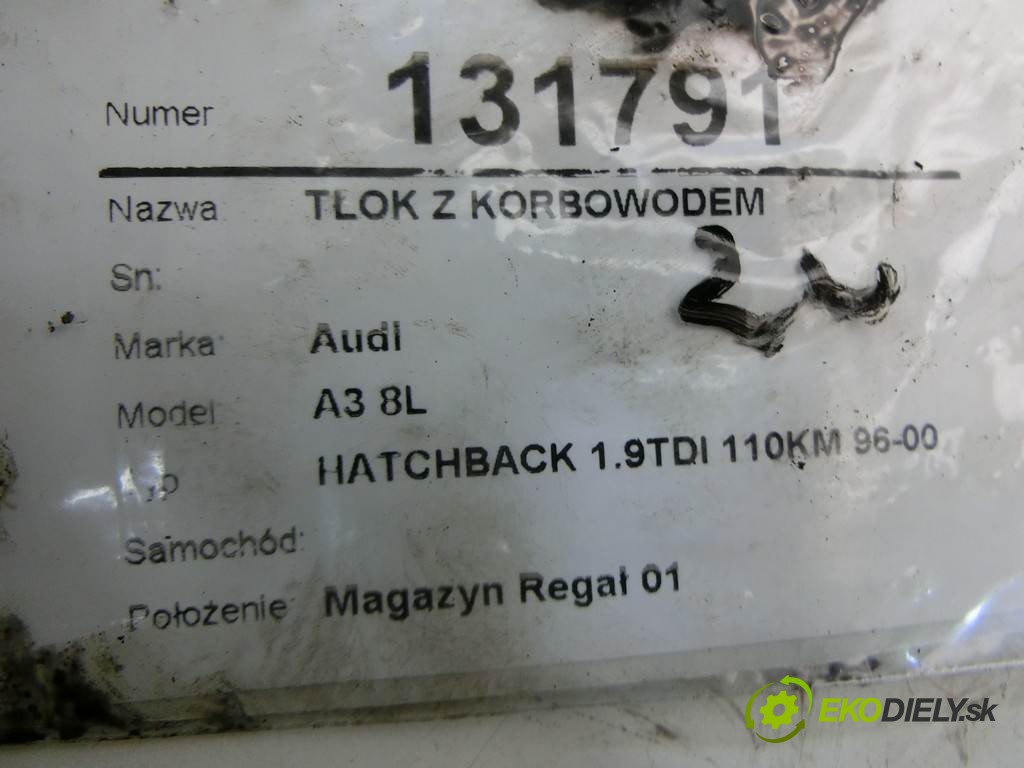 Numer 131791
Nazwa TŁOK Z KORBOWODEM
Sn:
Marka: Audi
Model A3 8L
HATCHBACK 1.9TDI 110KM 96-00
Samochód:
Położenie: Magazyn Regał 01
EKODIELY.sk